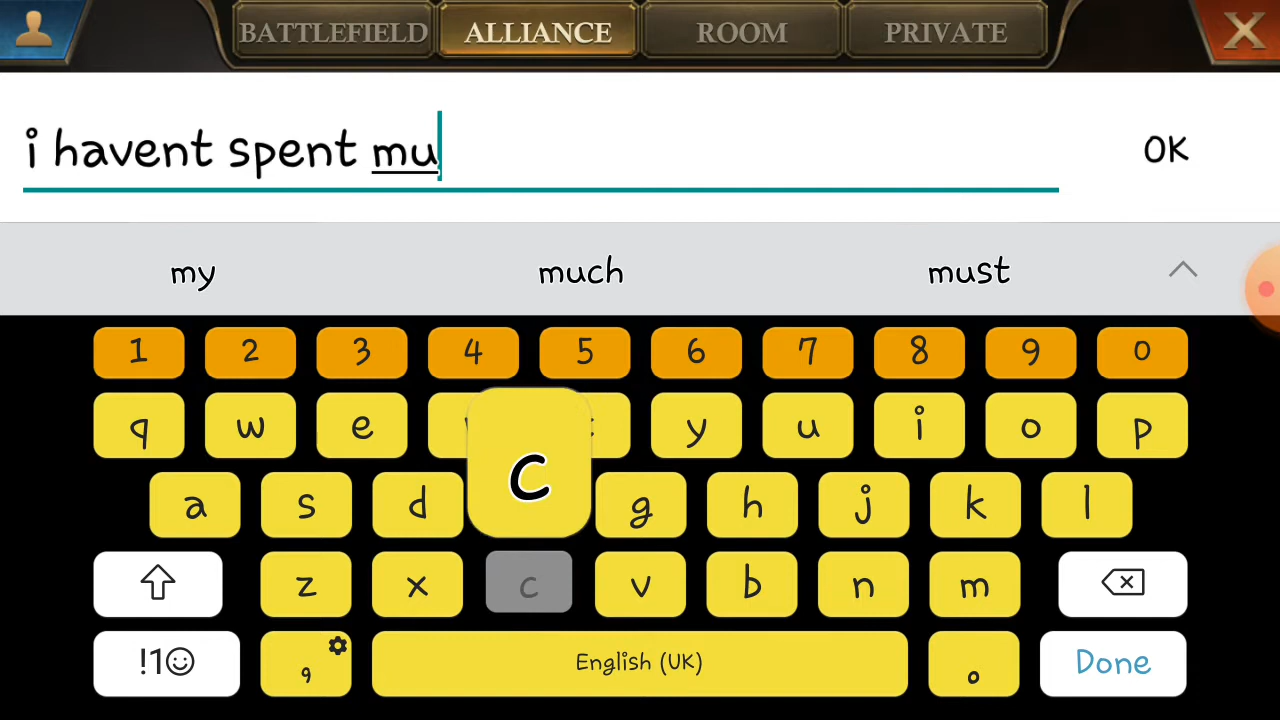 BATTLEFIELD ALLIANCE ROOM PRIVATE X
i havent spent mu OK
my much must
1 2 3 4 5 6 7 8 9 0
q w e y u i o p
c
a s d g h j k l
z x c v b n m
!1☺ , English (UK) . Done